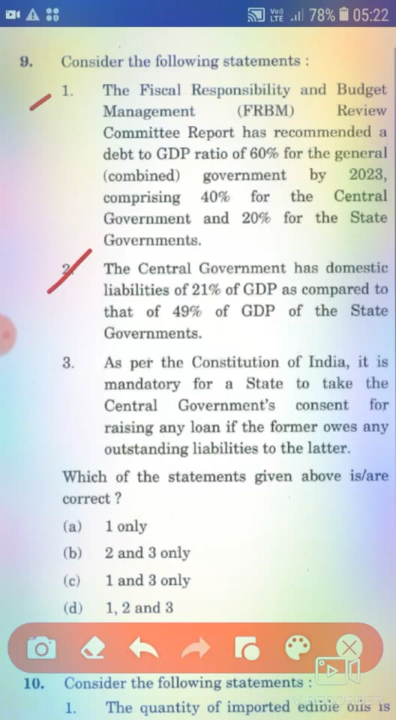 78% 05:22
9. Consider the following statements :
1. The Fiscal Responsibility and Budget
Management (FRBM) Review
Committee Report has recommended a
debt to GDP ratio of 60% for the general
(combined) government by 2023,
comprising 40% for the Central
Government and 20% for the State
Governments.
2. The Central Government has domestic
liabilities of 21% of GDP as compared to
that of 49% of GDP of the State
Governments.
3. As per the Constitution of India, it is
mandatory for a State to take the
Central Government's consent for
raising any loan if the former owes any
outstanding liabilities to the latter.
Which of the statements given above is/are
correct ?
(a) 1 only
(b) 2 and 3 only
(c) 1 and 3 only
(d) 1, 2 and 3
10. Consider the following statements :
1. The quantity of imported edible oils is